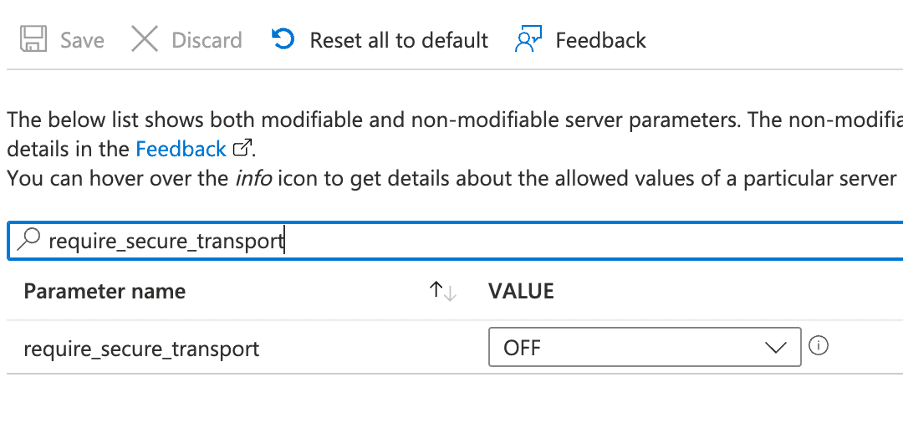 Save Discard Reset all to default Feedback
The below list shows both modifiable and non-modifiable server parameters. The
details in the Feedback.
You can hover over the info icon to get details about the allowed values of a particular server
require_secure_transport
Parameter name VALUE
require_secure_transport OFF